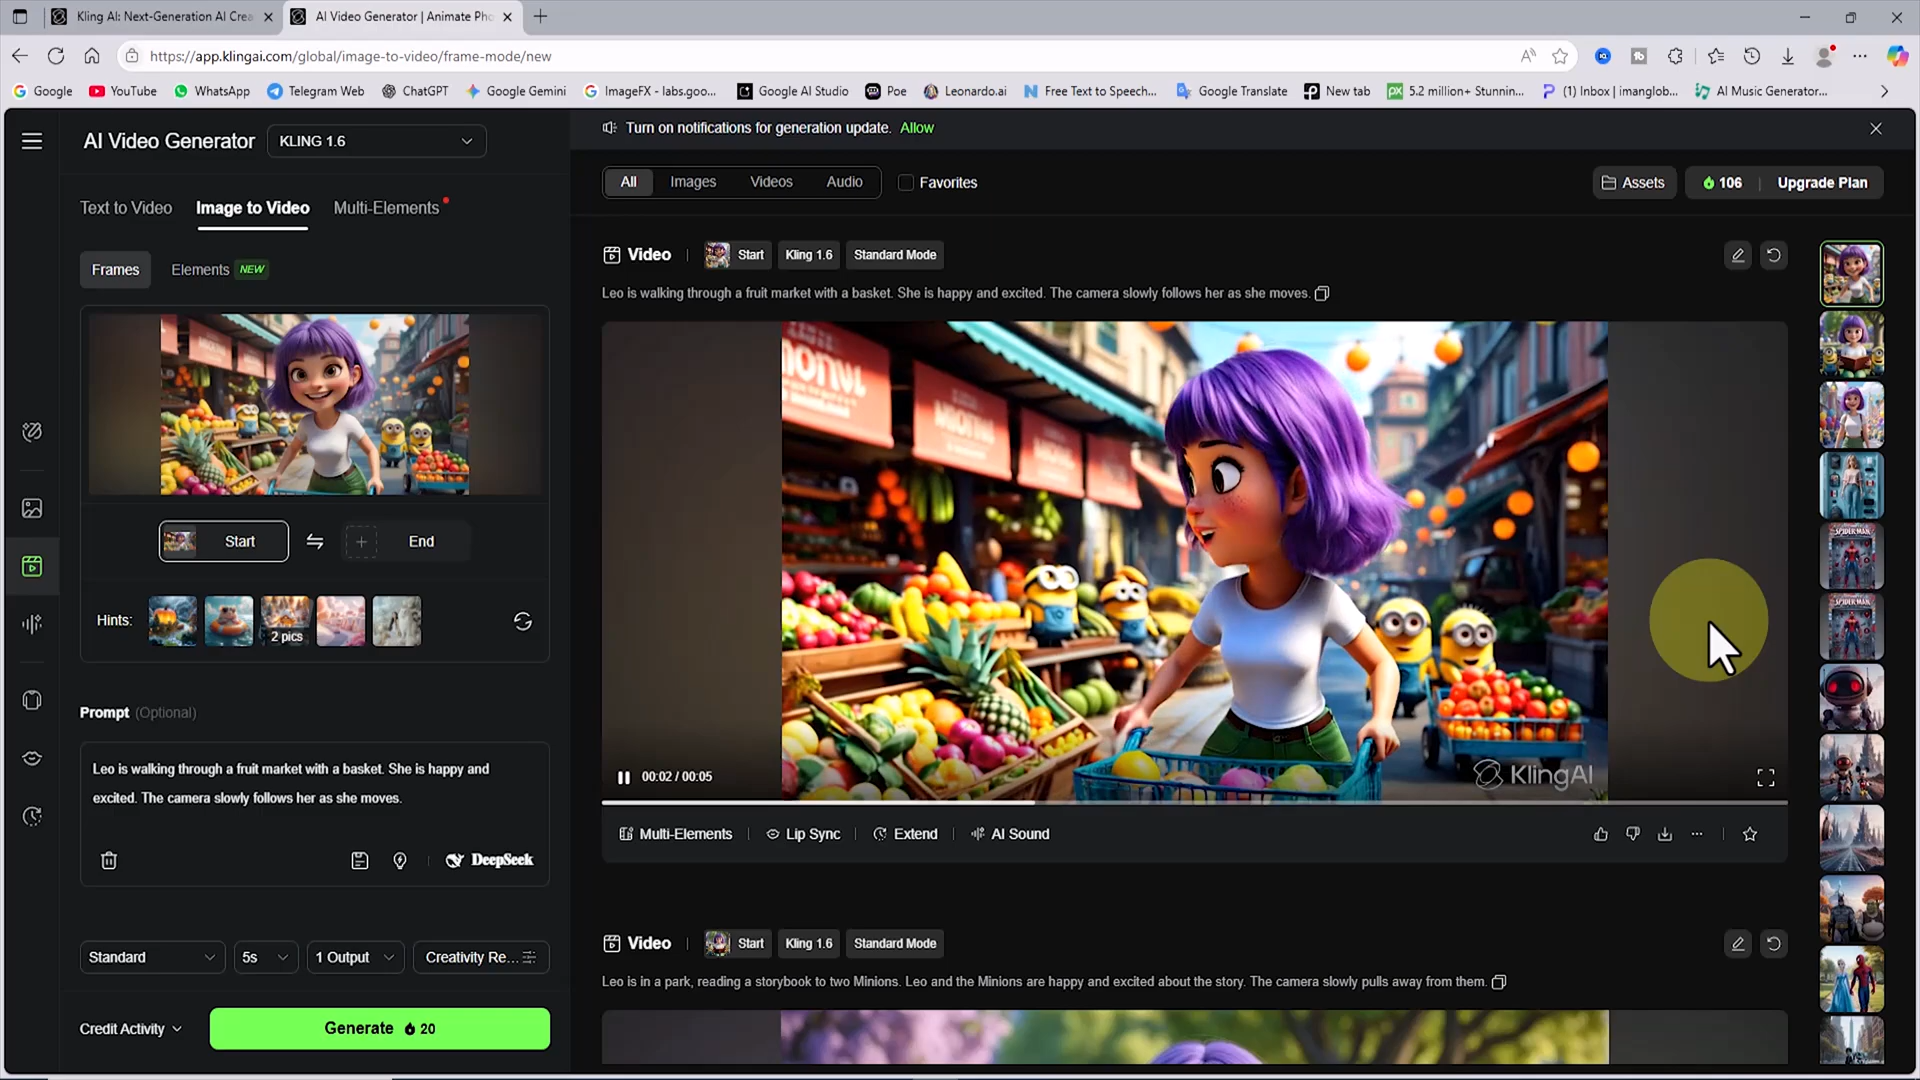 Kling AI: Next-Generation AI Crea
AI Video Generator | Animate Pho
https://app.klingai.com/global/image-to-video/frame-mode/new
Google
YouTube
WhatsApp
Telegram Web
ChatGPT
Google Gemini
ImageFX - labs.goo...
Google AI Studio
Poe
Leonardo.ai
Free Text to Speech...
Google Translate
New tab
5.2 million+ Stunnin...
(1) Inbox | imanglob...
AI Music Generator...
AI Video Generator
KLING 1.6
Turn on notifications for generation update. Allow
Text to Video
Image to Video
Multi-Elements
All
Images
Videos
Audio
Favorites
Assets
106
Upgrade Plan
Frames
Elements NEW
Video
Start
Kling 1.6
Standard Mode
Leo is walking through a fruit market with a basket. She is happy and excited. The camera slowly follows her as she moves.
Start
End
Hints:
2 pics
Prompt (Optional)
Leo is walking through a fruit market with a basket. She is happy and
excited. The camera slowly follows her as she moves.
DeepSeek
Standard
5s
1 Output
Creativity Re...
Credit Activity
Generate 20
00:02 / 00:05
KlingAI
Multi-Elements
Lip Sync
Extend
AI Sound
Video
Start
Kling 1.6
Standard Mode
Leo is in a park, reading a storybook to two Minions. Leo and the Minions are happy and excited about the story. The camera slowly pulls away from them.
SPIDER-MAN
SPIDER-MAN